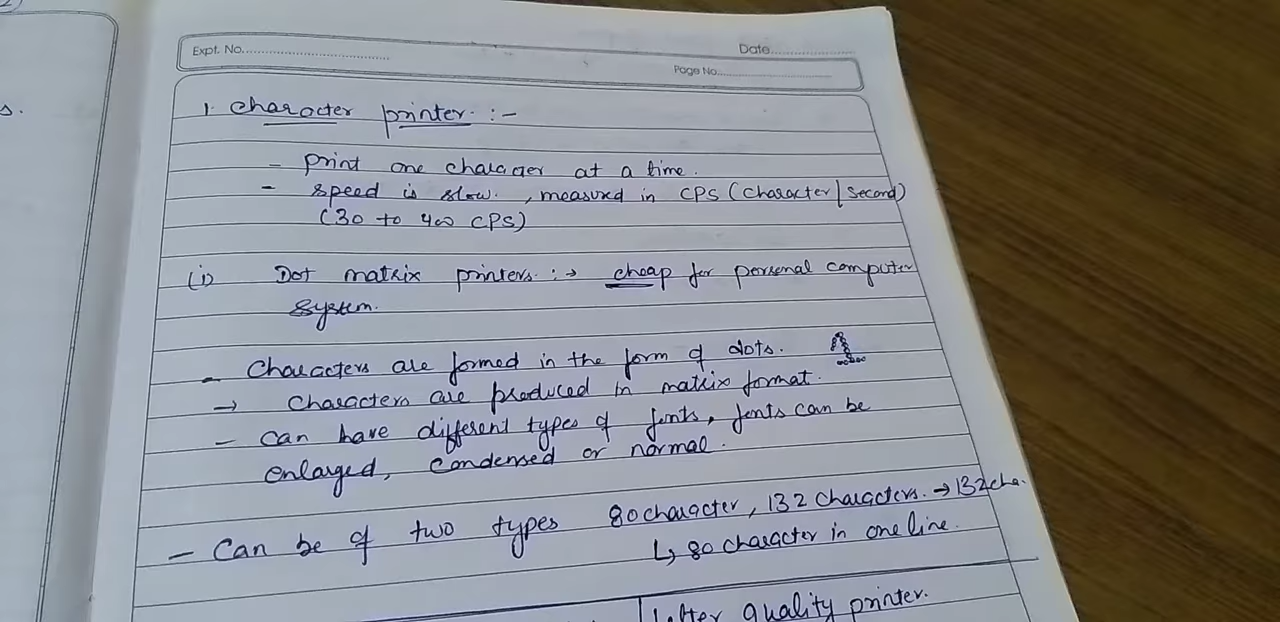 s.
Expt. No.
Date
Page No.
1. Character printer :-
- Print one characer at a time.
- speed is slow. , measured in CPS (Character | Second)
(30 to 400 CPS)
(i) Dot matrix printers :→ cheap for personal computer
system.
- Characters are formed in the form of dots.
→ Characters are produced in matrix format.
- Can have different types of fonts, fonts can be
enlarged, condensed or normal.
- Can be of two types 80 character, 132 characters. → 132 cha.
↳ 80 character in one line.
Letter quality printer.